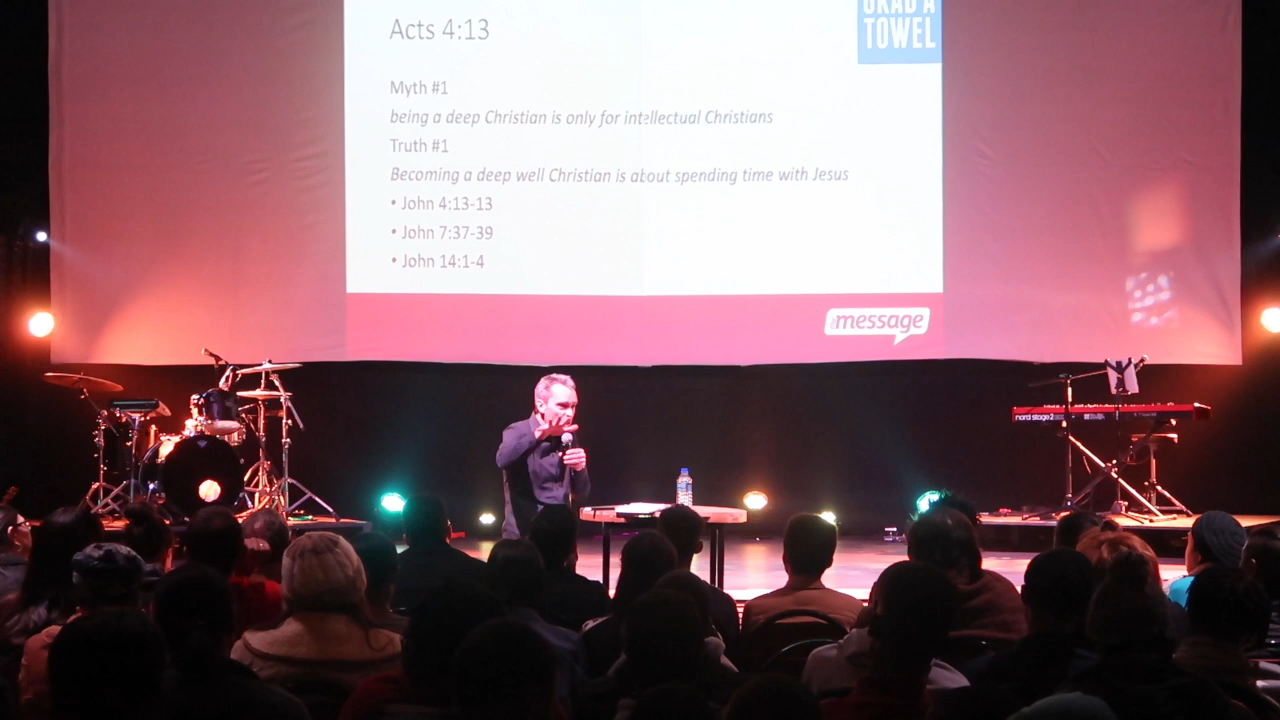 Acts 4:13
GRAB A
TOWEL
Myth #1
being a deep Christian is only for intellectual Christians
Truth #1
Becoming a deep well Christian is about spending time with Jesus
• John 4:13-13
• John 7:37-39
• John 14:1-4
message
nord stage 2